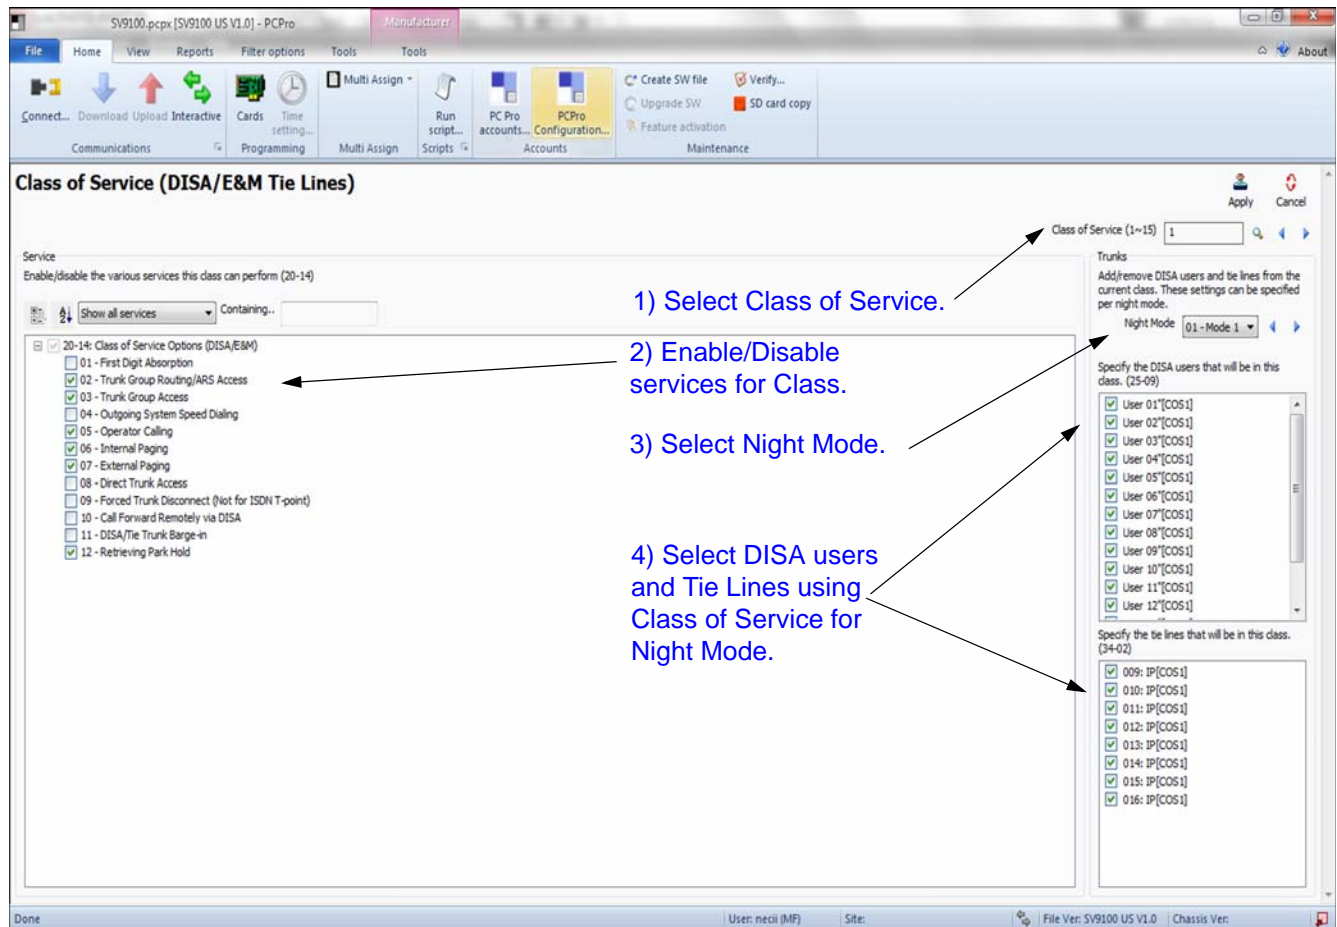 SV9100.pcpx [SV9100 US V1.0] - PCPro
Manufacturer
File Home View Reports Filter options Tools Tools About
Connect... Download Upload Interactive
Communications
Cards Time setting...
Programming
Multi Assign
Multi Assign
Run script...
Scripts
PC Pro accounts... PCPro Configuration...
Accounts
Create SW file Verify...
Upgrade SW SD card copy
Feature activation
Maintenance
Class of Service (DISA/E&M Tie Lines)
Apply Cancel
Class of Service (1~15) 1
Service
Enable/disable the various services this class can perform (20-14)
Show all services Containing..
20-14: Class of Service Options (DISA/E&M)
01 - First Digit Absorption
02 - Trunk Group Routing/ARS Access
03 - Trunk Group Access
04 - Outgoing System Speed Dialing
05 - Operator Calling
06 - Internal Paging
07 - External Paging
08 - Direct Trunk Access
09 - Forced Trunk Disconnect (Not for ISDN T-point)
10 - Call Forward Remotely via DISA
11 - DISA/Tie Trunk Barge-in
12 - Retrieving Park Hold
1) Select Class of Service.
2) Enable/Disable
services for Class.
3) Select Night Mode.
4) Select DISA users
and Tie Lines using
Class of Service for
Night Mode.
Trunks
Add/remove DISA users and tie lines from the
current class. These settings can be specified
per night mode.
Night Mode 01 - Mode 1
Specify the DISA users that will be in this
class. (25-09)
User 01*[COS1]
User 02*[COS1]
User 03*[COS1]
User 04*[COS1]
User 05*[COS1]
User 06*[COS1]
User 07*[COS1]
User 08*[COS1]
User 09*[COS1]
User 10*[COS1]
User 11*[COS1]
User 12*[COS1]
Specify the tie lines that will be in this class.
(34-02)
009: IP[COS1]
010: IP[COS1]
011: IP[COS1]
012: IP[COS1]
013: IP[COS1]
014: IP[COS1]
015: IP[COS1]
016: IP[COS1]
Done User: necii (MF) Site: File Ver: SV9100 US V1.0 Chassis Ver: